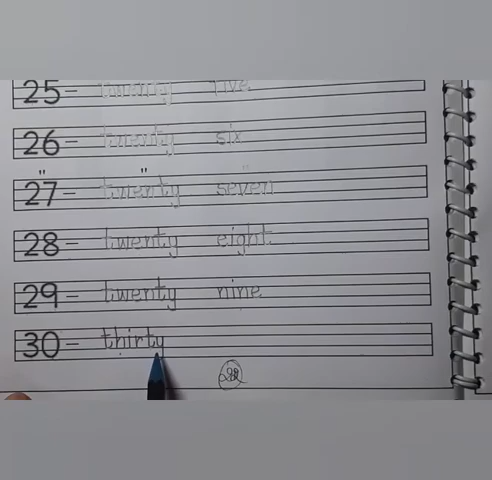 25- twenty five
26- twenty six
" " "
27- twenty seven
28- twenty eight
29- twenty nine
30- thirty